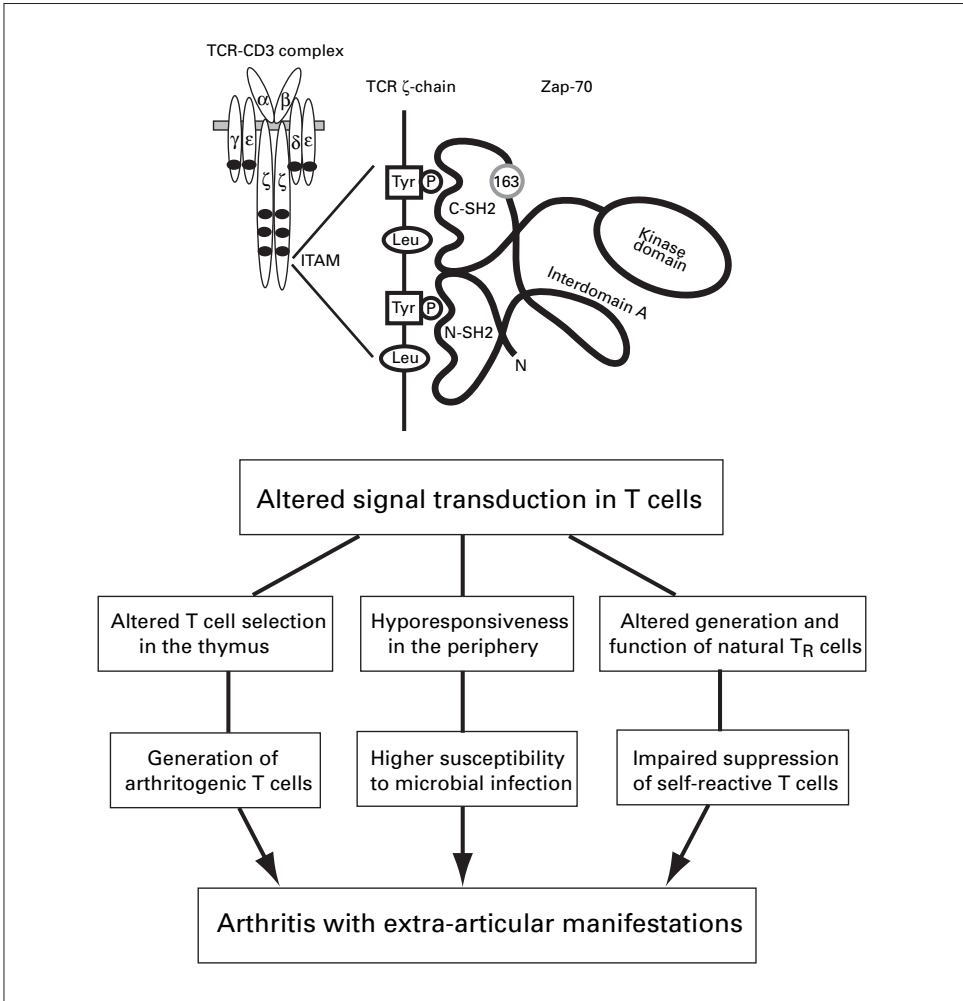 TCR-CD3 complex
TCR ζ-chain
Zap-70
α
β
γ
ε
δ
ε
ζ
ζ
ITAM
Tyr
P
Leu
Tyr
P
Leu
163
C-SH2
N-SH2
N
Interdomain A
Kinase
domain
Altered signal transduction in T cells
Altered T cell selection
in the thymus
Hyporesponsiveness
in the periphery
Altered generation and
function of natural TR cells
Generation of
arthritogenic T cells
Higher susceptibility
to microbial infection
Impaired suppression
of self-reactive T cells
Arthritis with extra-articular manifestations